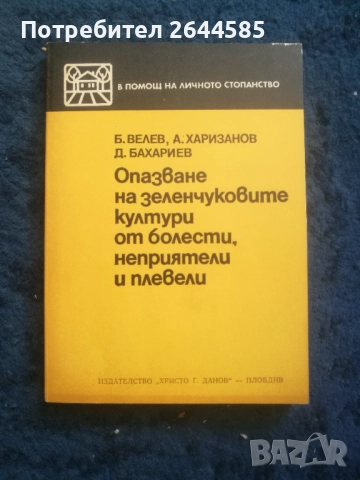 Потребител 2644585
В ПОМОЩ НА ЛИЧНОТО СТОПАНСТВО
Б. ВЕЛЕВ, А. ХАРИЗАНОВ
Д. БАХАРИЕВ
Опазване
на зеленчуковите
култури
от болести,
неприятели
и плевели
ИЗДАТЕЛСТВО „ХРИСТО Г. ДАНОВ" — ПЛОВДИВ
BAZAR